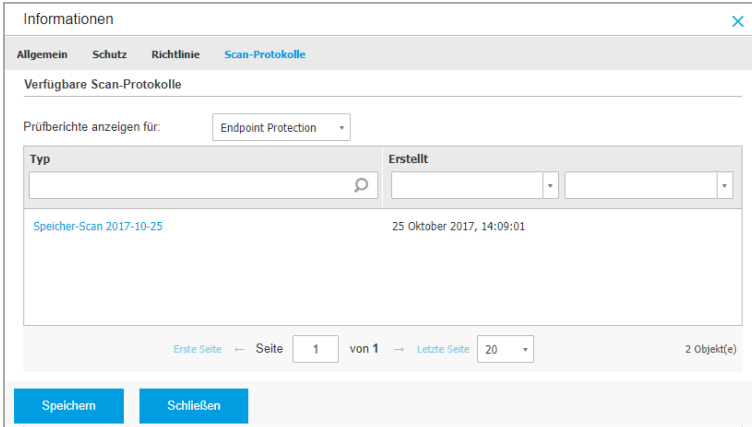 Informationen
Allgemein Schutz Richtlinie Scan-Protokolle
Verfügbare Scan-Protokolle
Prüfberichte anzeigen für: Endpoint Protection
Typ Erstellt
Speicher-Scan 2017-10-25 25 Oktober 2017, 14:09:01
Erste Seite ← Seite 1 von 1 → Letzte Seite 20 2 Objekt(e)
Speichern Schließen